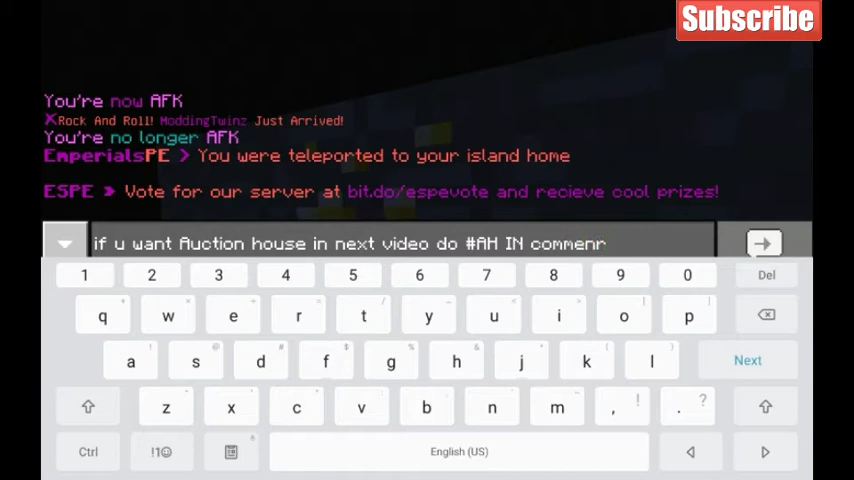 Subscribe
You're now AFK
XRock And Roll! ModdingTwinz Just Arrived!
You're no longer AFK
EmperialsPE > You were teleported to your island home
ESPE » Vote for our server at bit.do/espevote and recieve cool prizes!
if u want Auction house in next video do #AH IN commenr
1 2 3 4 5 6 7 8 9 0 Del
q w e r t y u i o p
a s d f g h j k l Next
z x c v b n m , ! . ?
Ctrl !1☺ English (US)